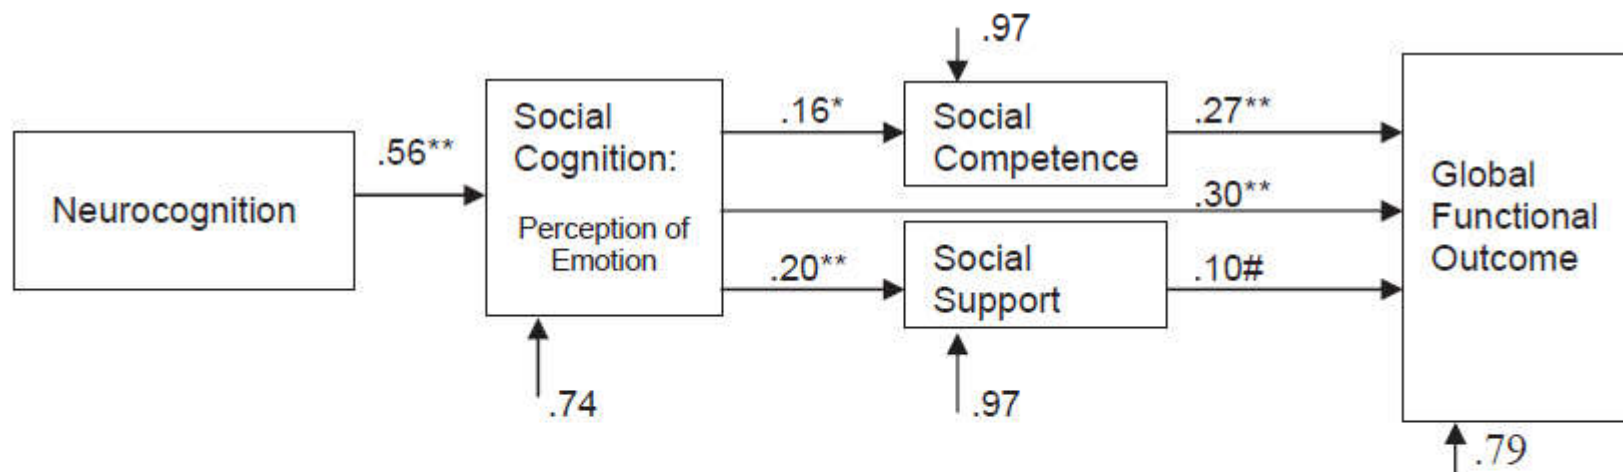 .97
.56**
Neurocognition
Social
Cognition:
Perception of
Emotion
.74
.16*
Social
Competence
.27**
.30**
.20**
Social
Support
.10#
.97
Global
Functional
Outcome
.79